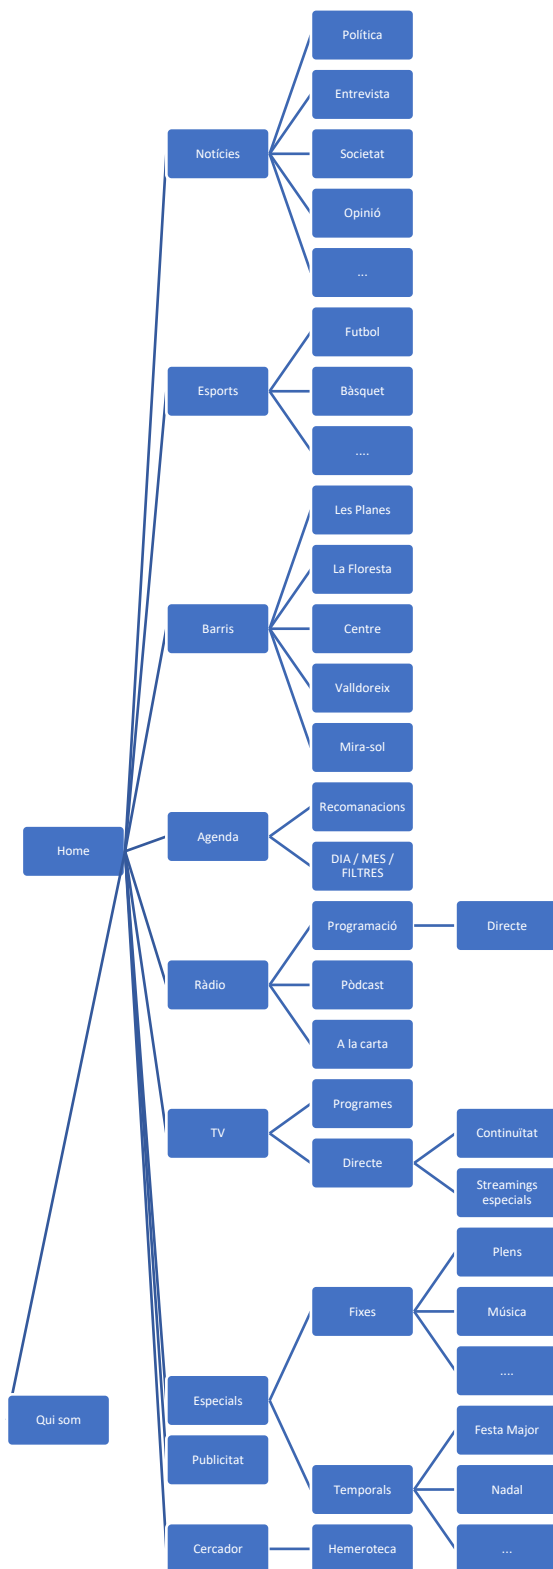 Política
Entrevista
Notícies
Societat
Opinió
...
Futbol
Esports
Bàsquet
....
Les Planes
La Floresta
Barris
Centre
Valldoreix
Mira-sol
Recomanacions
Home
Agenda
DIA / MES /
FILTRES
Programació
Directe
Ràdio
Pòdcast
A la carta
Programes
TV
Continuïtat
Directe
Streamings
especials
Plens
Fixes
Música
....
Especials
Qui som
Festa Major
Publicitat
Temporals
Nadal
Cercador
Hemeroteca
...